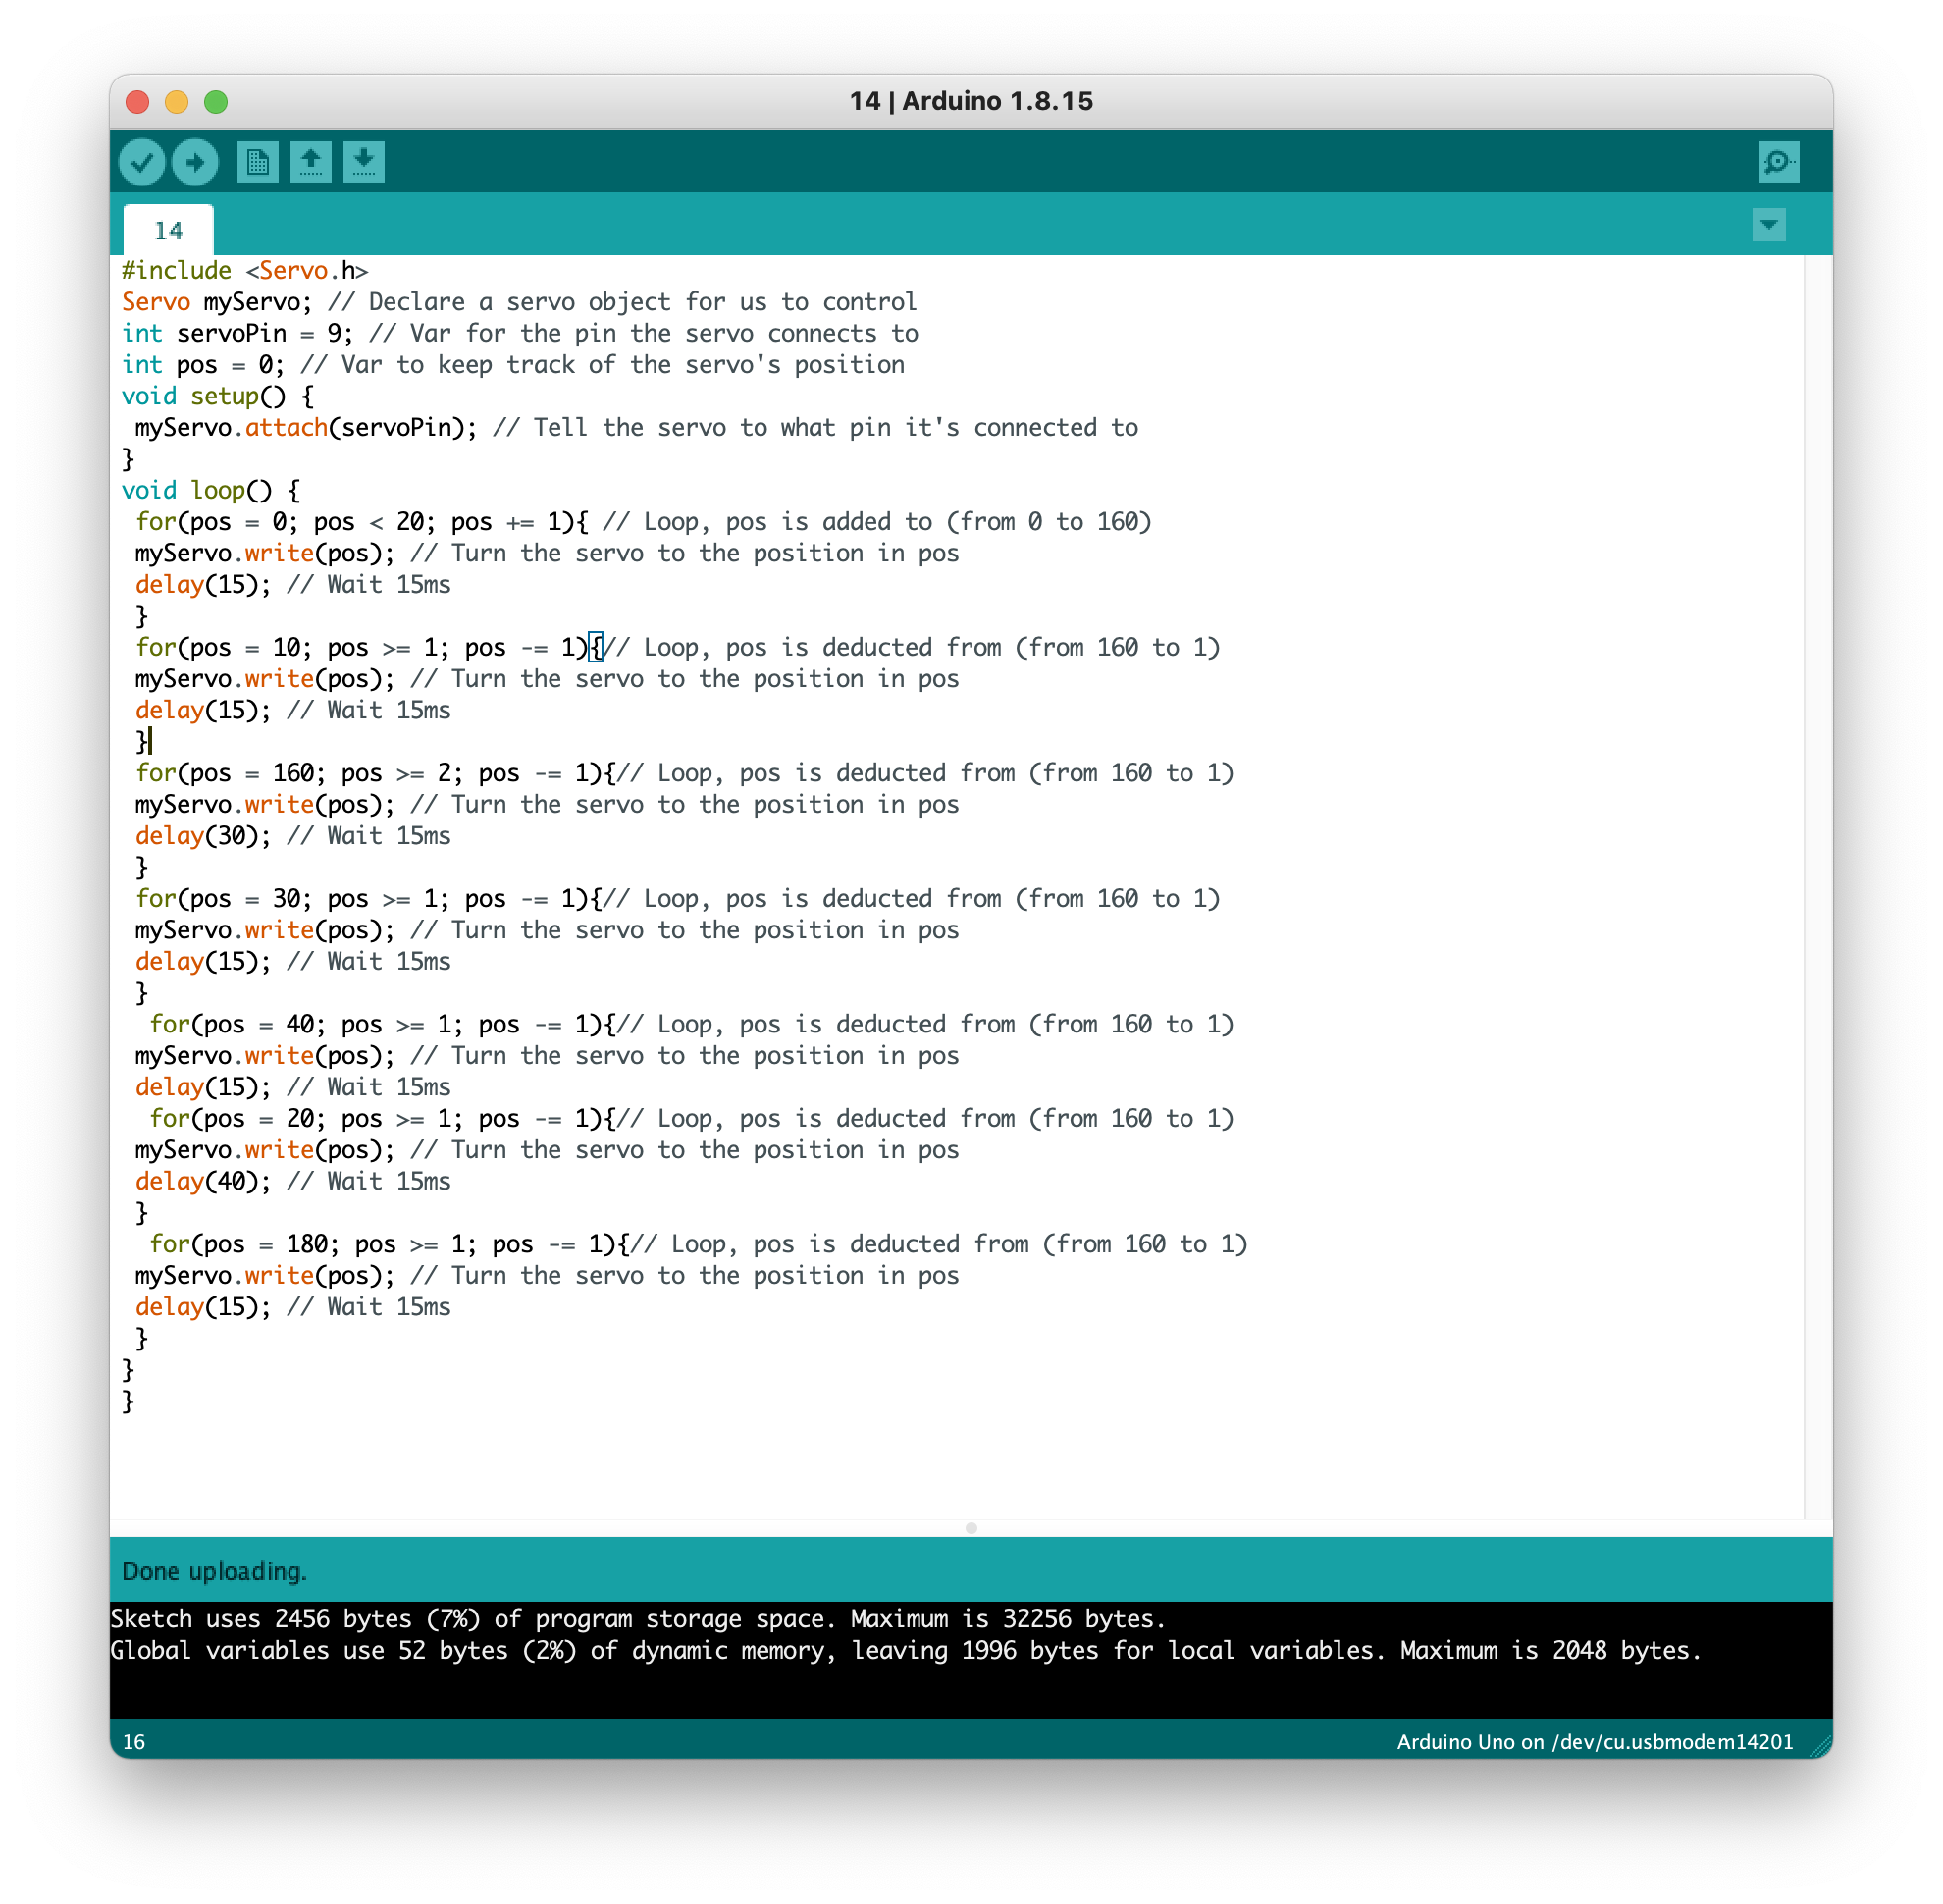 14 | Arduino 1.8.15
14
#include <Servo.h>
Servo myServo; // Declare a servo object for us to control
int servoPin = 9; // Var for the pin the servo connects to
int pos = 0; // Var to keep track of the servo's position
void setup() {
 myServo.attach(servoPin); // Tell the servo to what pin it's connected to
}
void loop() {
 for(pos = 0; pos < 20; pos += 1){ // Loop, pos is added to (from 0 to 160)
 myServo.write(pos); // Turn the servo to the position in pos
 delay(15); // Wait 15ms
 }
 for(pos = 10; pos >= 1; pos -= 1){// Loop, pos is deducted from (from 160 to 1)
 myServo.write(pos); // Turn the servo to the position in pos
 delay(15); // Wait 15ms
 }
 for(pos = 160; pos >= 2; pos -= 1){// Loop, pos is deducted from (from 160 to 1)
 myServo.write(pos); // Turn the servo to the position in pos
 delay(30); // Wait 15ms
 }
 for(pos = 30; pos >= 1; pos -= 1){// Loop, pos is deducted from (from 160 to 1)
 myServo.write(pos); // Turn the servo to the position in pos
 delay(15); // Wait 15ms
 }
  for(pos = 40; pos >= 1; pos -= 1){// Loop, pos is deducted from (from 160 to 1)
 myServo.write(pos); // Turn the servo to the position in pos
 delay(15); // Wait 15ms
  for(pos = 20; pos >= 1; pos -= 1){// Loop, pos is deducted from (from 160 to 1)
 myServo.write(pos); // Turn the servo to the position in pos
 delay(40); // Wait 15ms
 }
  for(pos = 180; pos >= 1; pos -= 1){// Loop, pos is deducted from (from 160 to 1)
 myServo.write(pos); // Turn the servo to the position in pos
 delay(15); // Wait 15ms
 }
}
}
Done uploading.
Sketch uses 2456 bytes (7%) of program storage space. Maximum is 32256 bytes.
Global variables use 52 bytes (2%) of dynamic memory, leaving 1996 bytes for local variables. Maximum is 2048 bytes.
16
Arduino Uno on /dev/cu.usbmodem14201